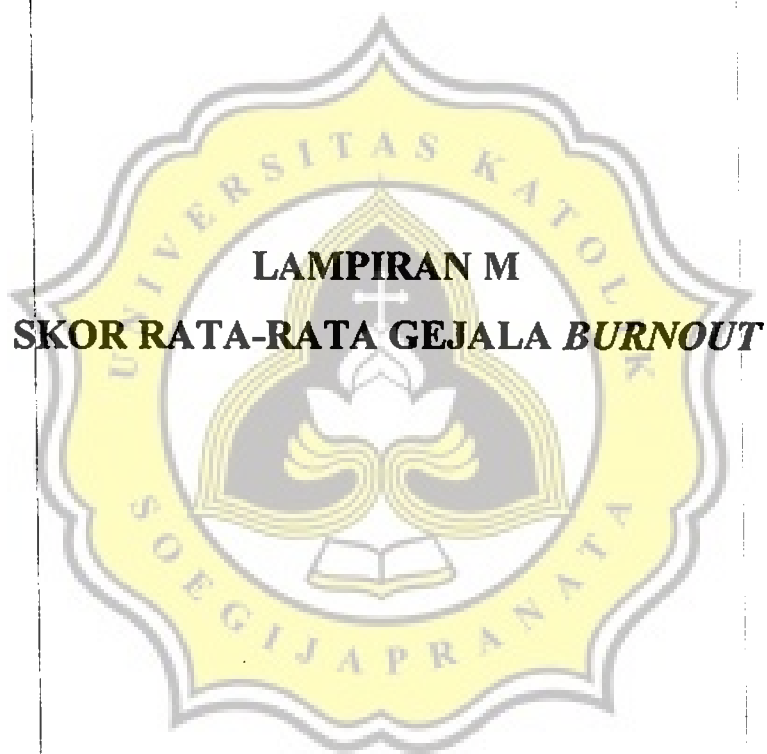 UNIVERSITAS KATOLIK
LAMPIRAN M
SKOR RATA-RATA GEJALA BURNOUT
SOEGIJAPRANATA